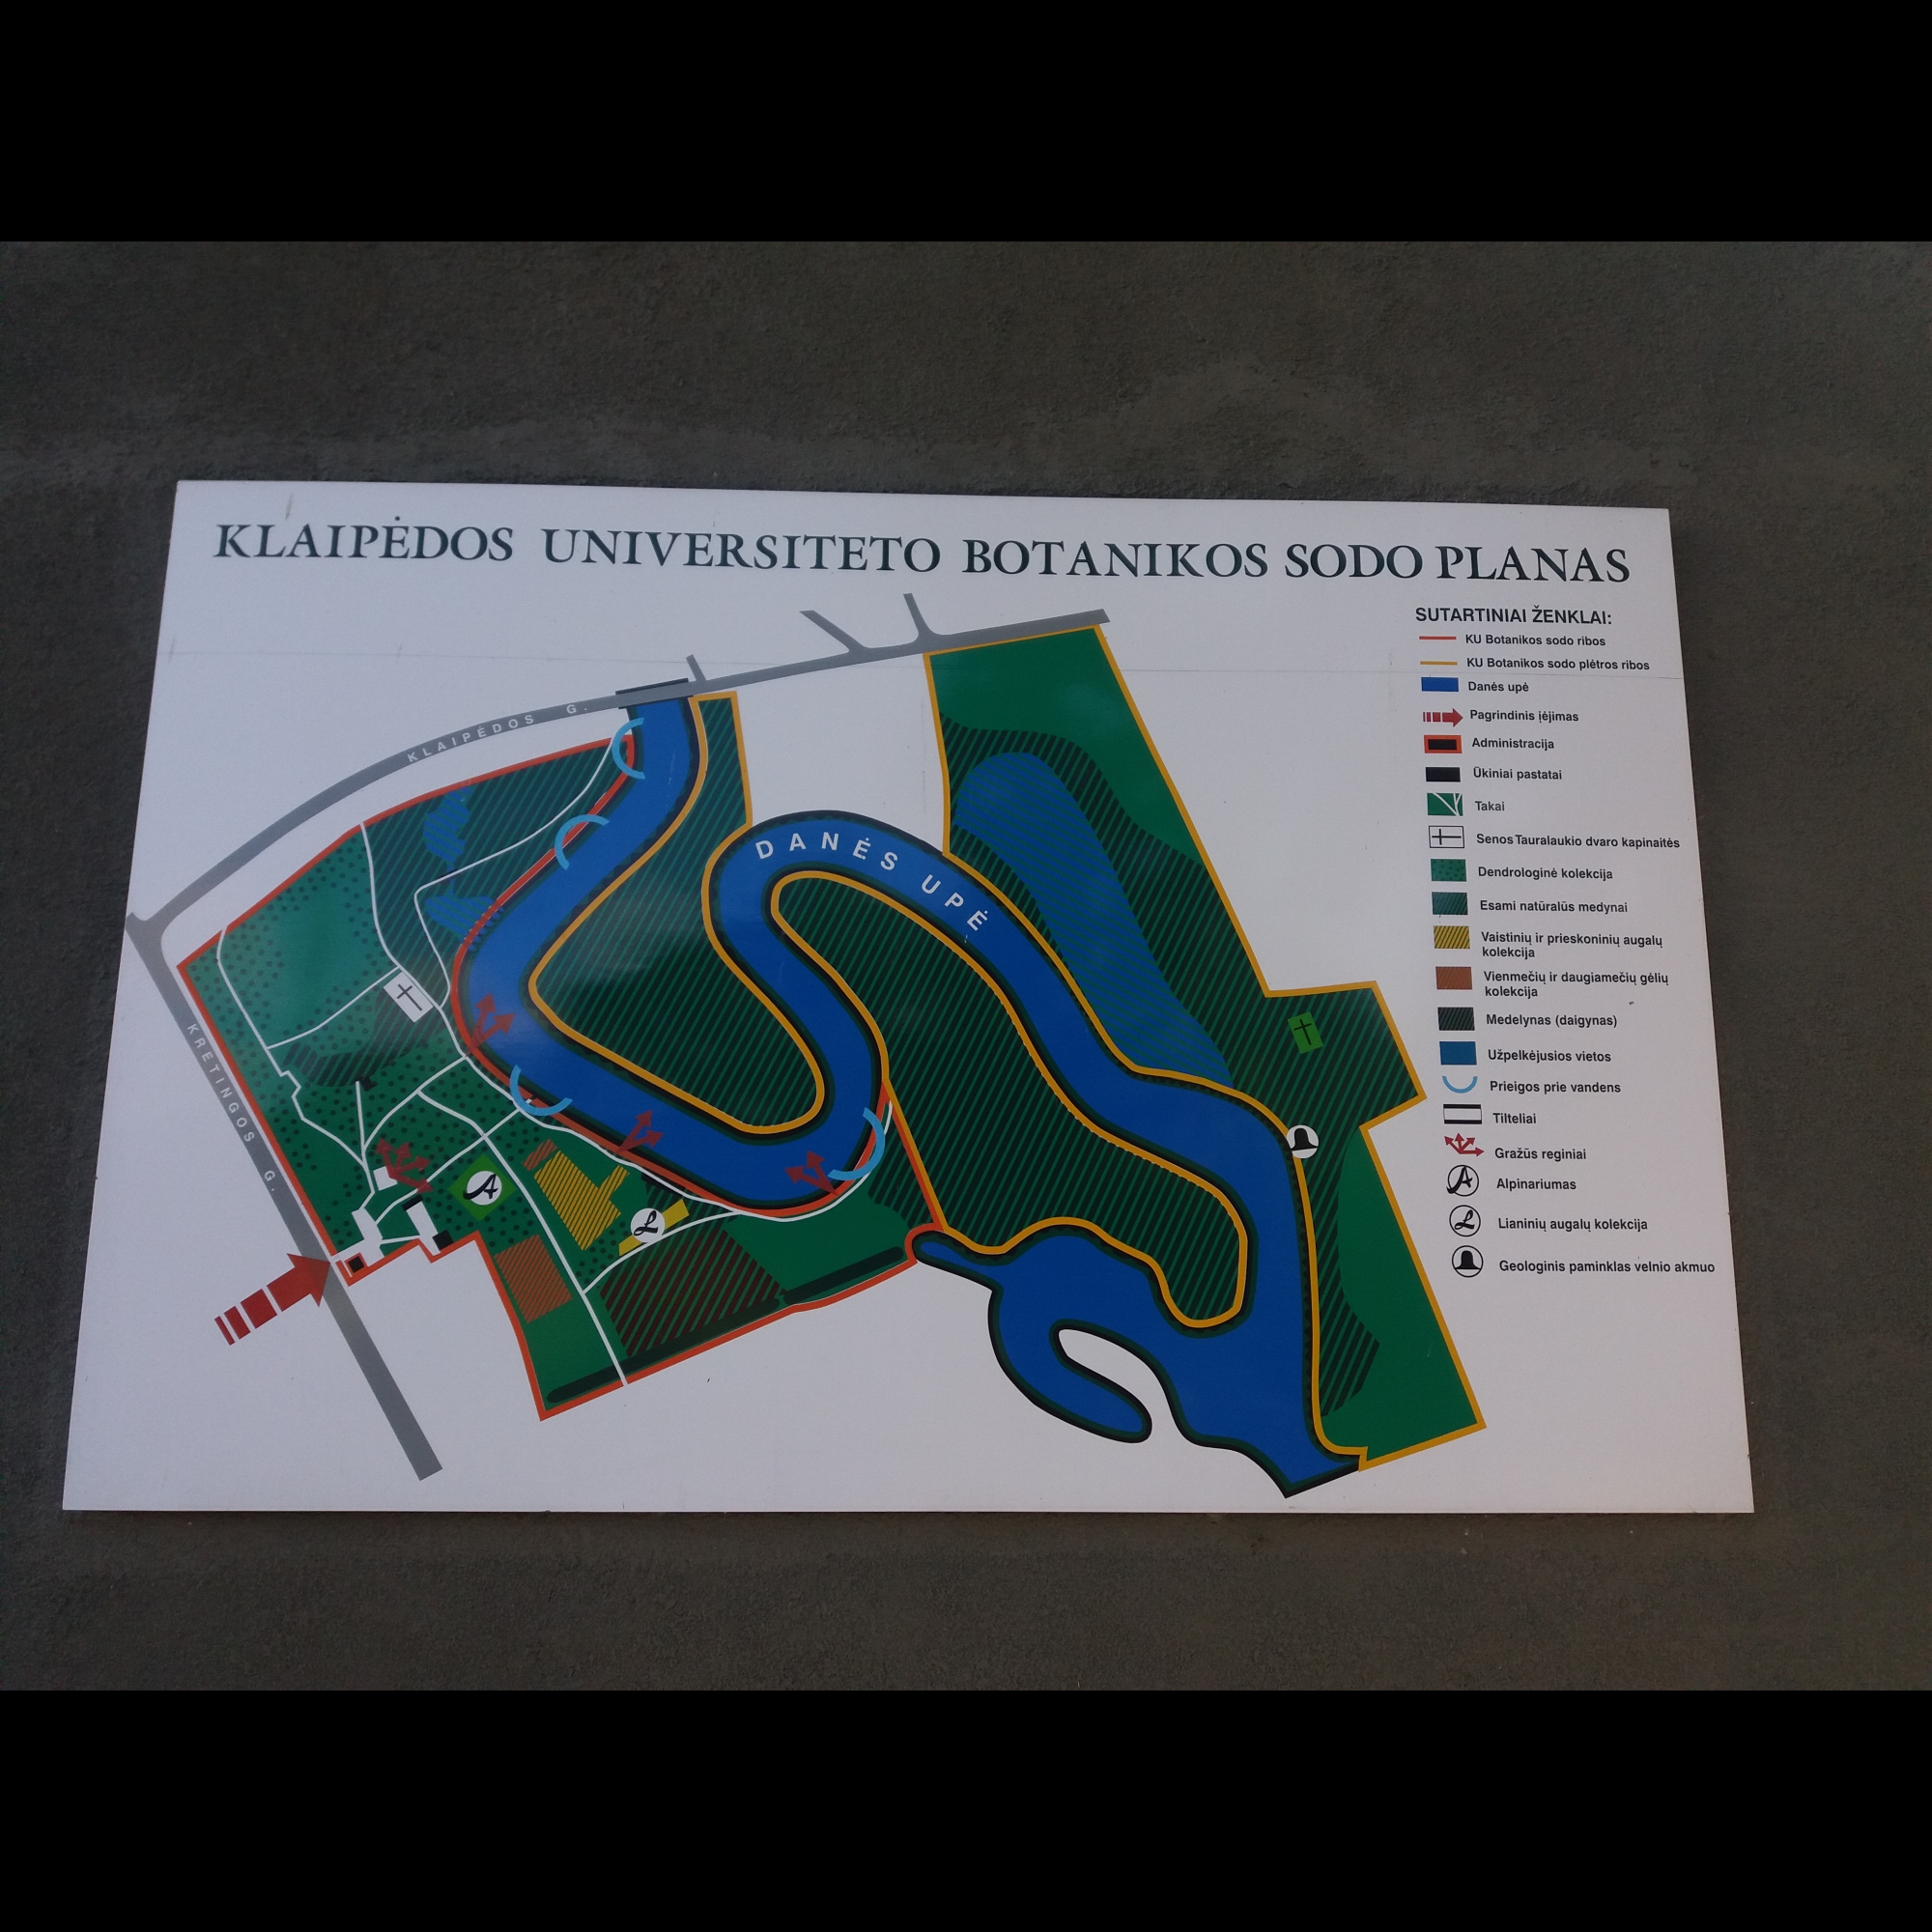 KLAIPĖDOS UNIVERSITETO BOTANIKOS SODO PLANAS
SUTARTINIAI ŽENKLAI:
KU Botanikos sodo ribos
KU Botanikos sodo plėtros ribos
Danės upė
Pagrindinis įėjimas
Administracija
Ūkiniai pastatai
Takai
Senos Tauralaukio dvaro kapinaitės
Dendrologinė kolekcija
Esami natūralūs medynai
Vaistinių ir prieskoninių augalų
kolekcija
Vienmečių ir daugiamečių gėlių
kolekcija
Medelynas (daigynas)
Užpelkėjusios vietos
Prieigos prie vandens
Tilteliai
Gražūs reginiai
A Alpinariumas
L Lianinių augalų kolekcija
Geologinis paminklas velnio akmuo
KLAIPĖDOS G.
DANĖS UPĖ
KRETINGOS G.
A
L